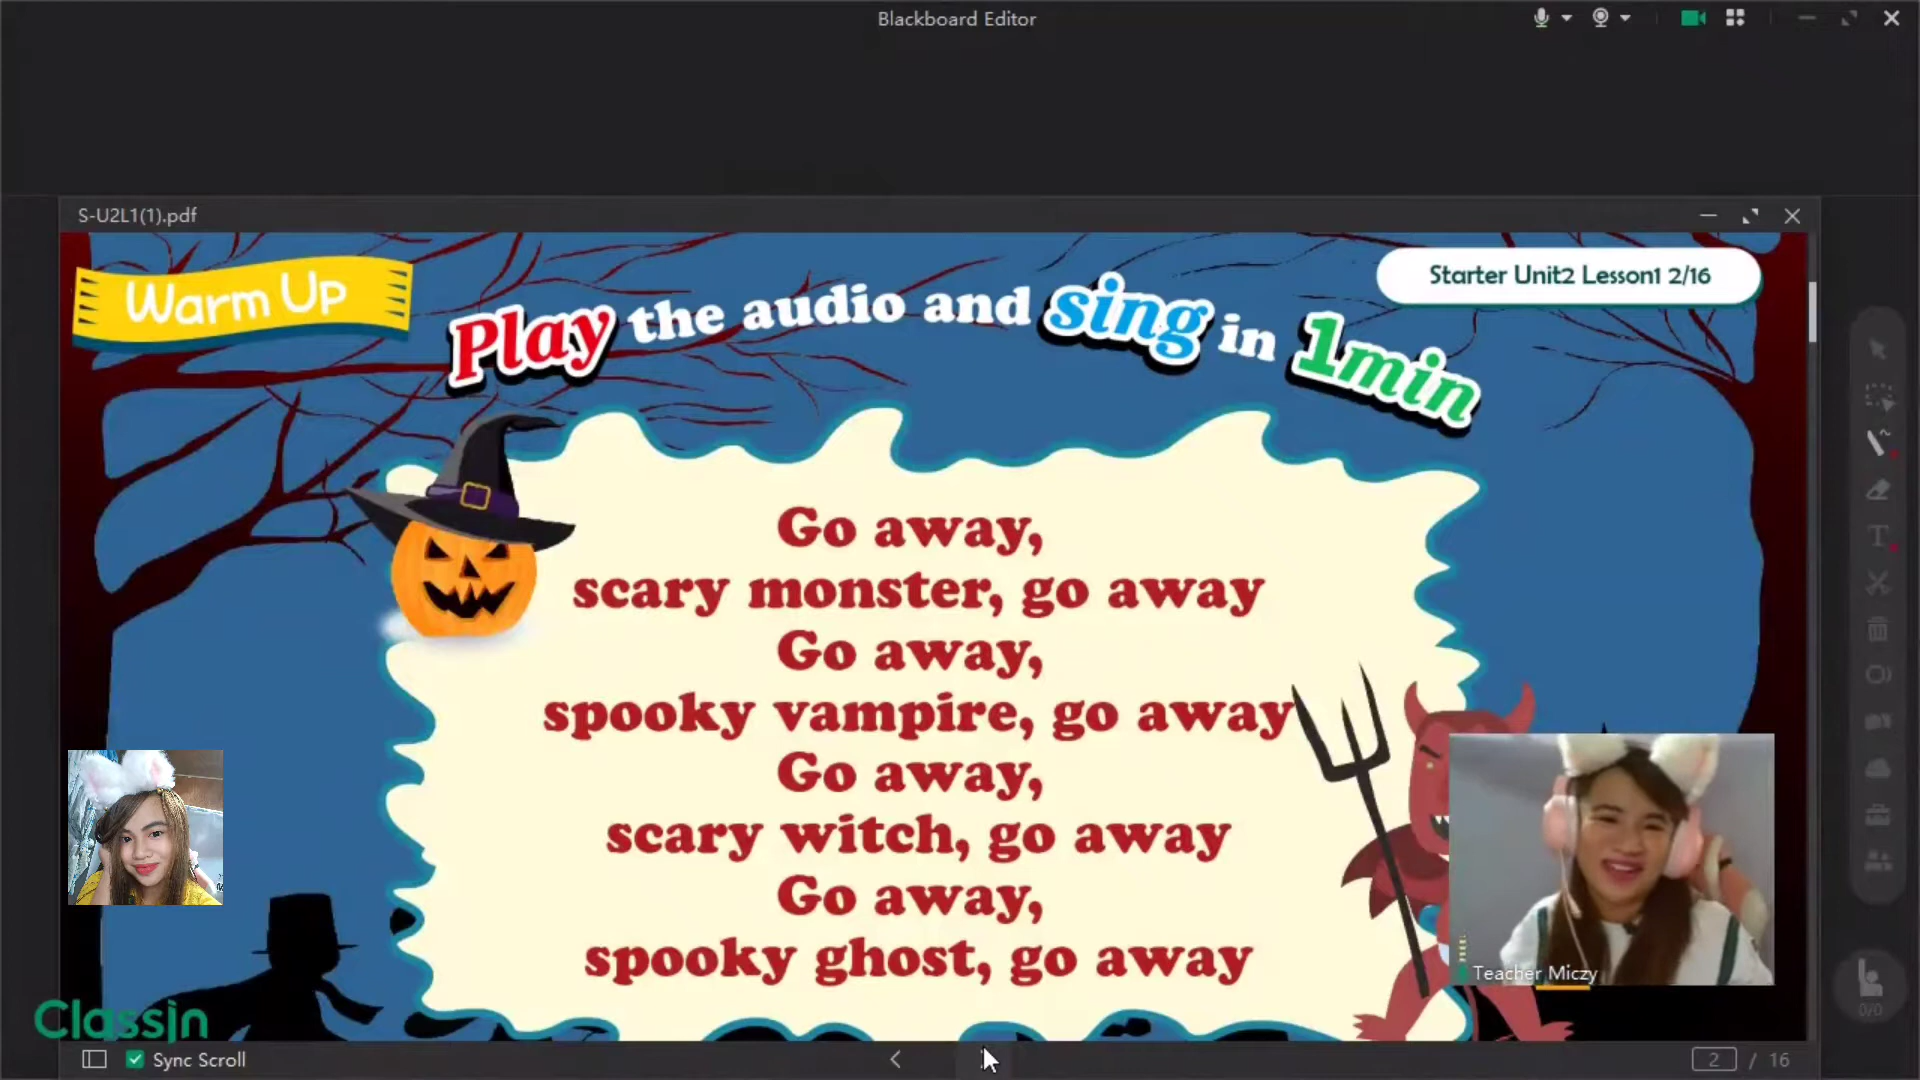 Blackboard Editor
S-U2L1(1).pdf
Warm Up
Starter Unit2 Lesson1 2/16
Play the audio and sing in 1min
Go away,
scary monster, go away
Go away,
spooky vampire, go away
Go away,
scary witch, go away
Go away,
spooky ghost, go away
Teacher Miczy
ClassIn
0/0
Sync Scroll
2 / 16